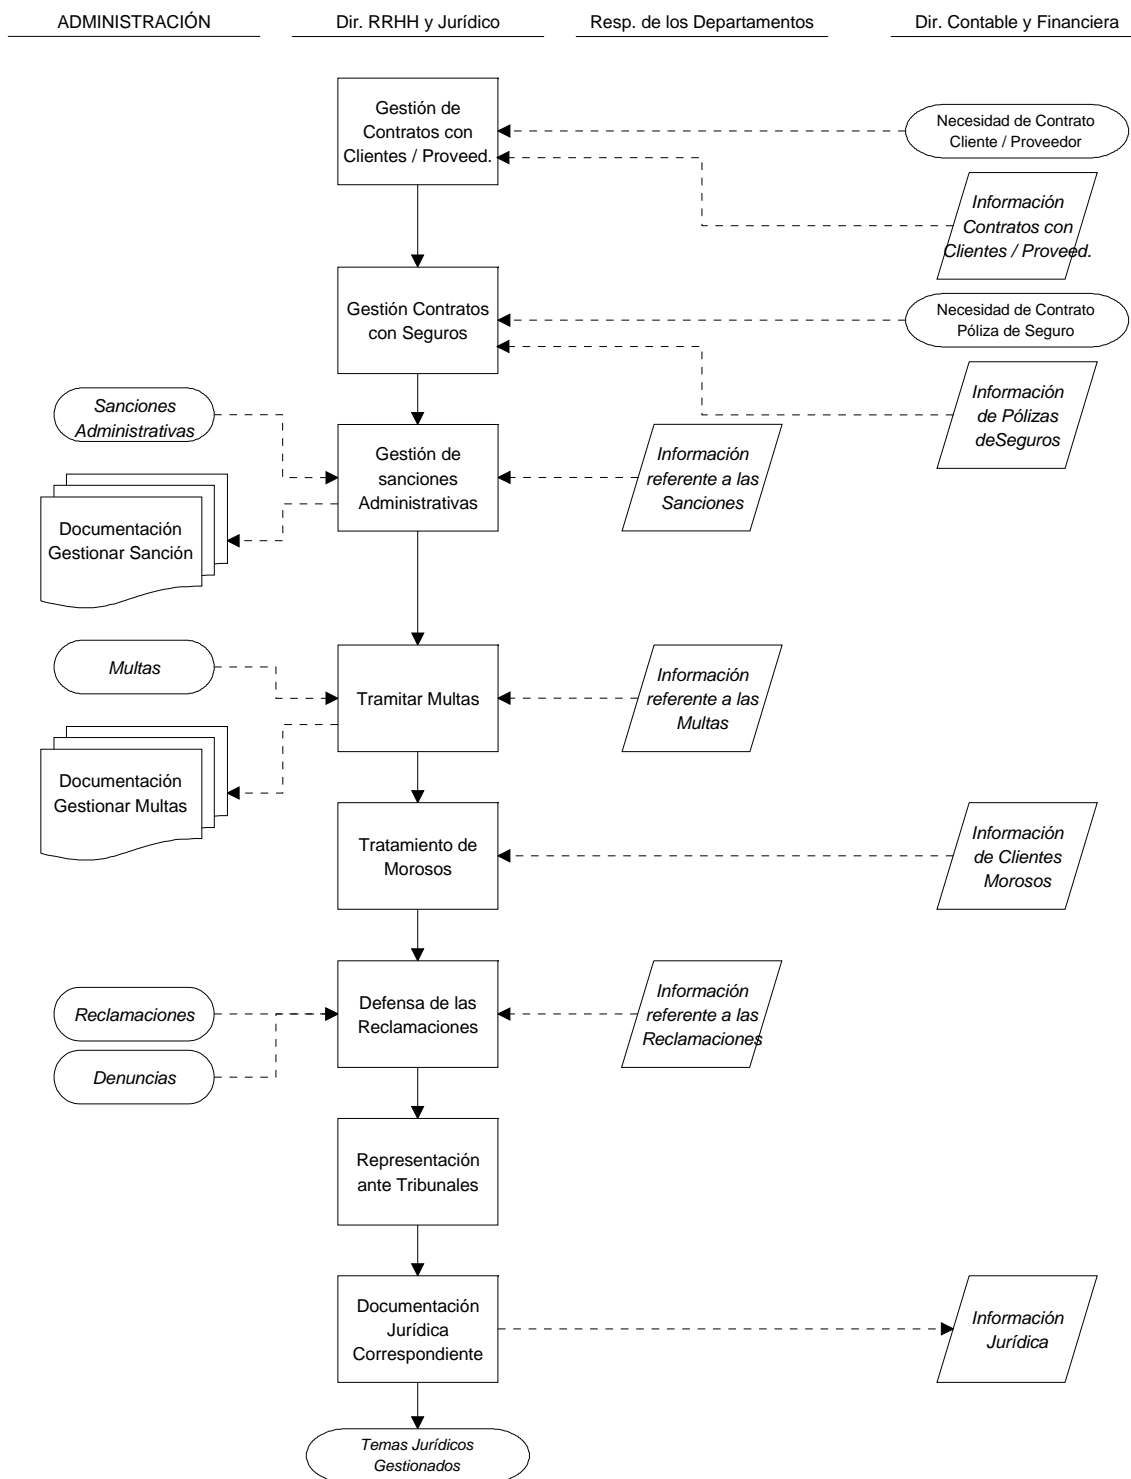 ADMINISTRACIÓN
Dir. RRHH y Jurídico
Resp. de los Departamentos
Dir. Contable y Financiera
Gestión de
Contratos con
Clientes / Proveed.
Necesidad de Contrato
Cliente / Proveedor
Información
Contratos con
Clientes / Proveed.
Gestión Contratos
con Seguros
Necesidad de Contrato
Póliza de Seguro
Información
de Pólizas
deSeguros
Sanciones
Administrativas
Gestión de
sanciones
Administrativas
Información
referente a las
Sanciones
Documentación
Gestionar Sanción
Multas
Tramitar Multas
Información
referente a las
Multas
Documentación
Gestionar Multas
Tratamiento de
Morosos
Información
de Clientes
Morosos
Reclamaciones
Denuncias
Defensa de las
Reclamaciones
Información
referente a las
Reclamaciones
Representación
ante Tribunales
Documentación
Jurídica
Correspondiente
Información
Jurídica
Temas Jurídicos
Gestionados